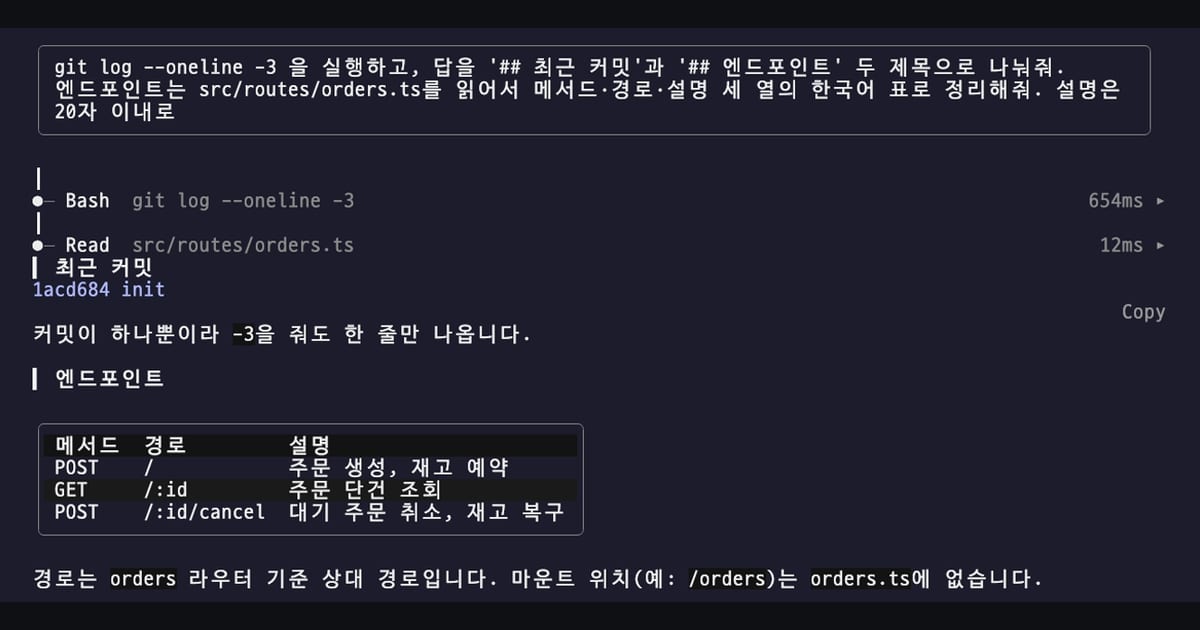 git log --oneline -3 을 실행하고, 답을 '## 최근 커밋'과 '## 엔드포인트' 두 제목으로 나눠줘.
엔드포인트는 src/routes/orders.ts를 읽어서 메서드·경로·설명 세 열의 한국어 표로 정리해줘. 설명은
20자 이내로
Bash git log --oneline -3 654ms ▸
Read src/routes/orders.ts 12ms ▸
최근 커밋
1acd684 init
Copy
커밋이 하나뿐이라 -3을 줘도 한 줄만 나옵니다.
엔드포인트
메서드 경로 설명
POST / 주문 생성, 재고 예약
GET /:id 주문 단건 조회
POST /:id/cancel 대기 주문 취소, 재고 복구
경로는 orders 라우터 기준 상대 경로입니다. 마운트 위치(예: /orders)는 orders.ts에 없습니다.